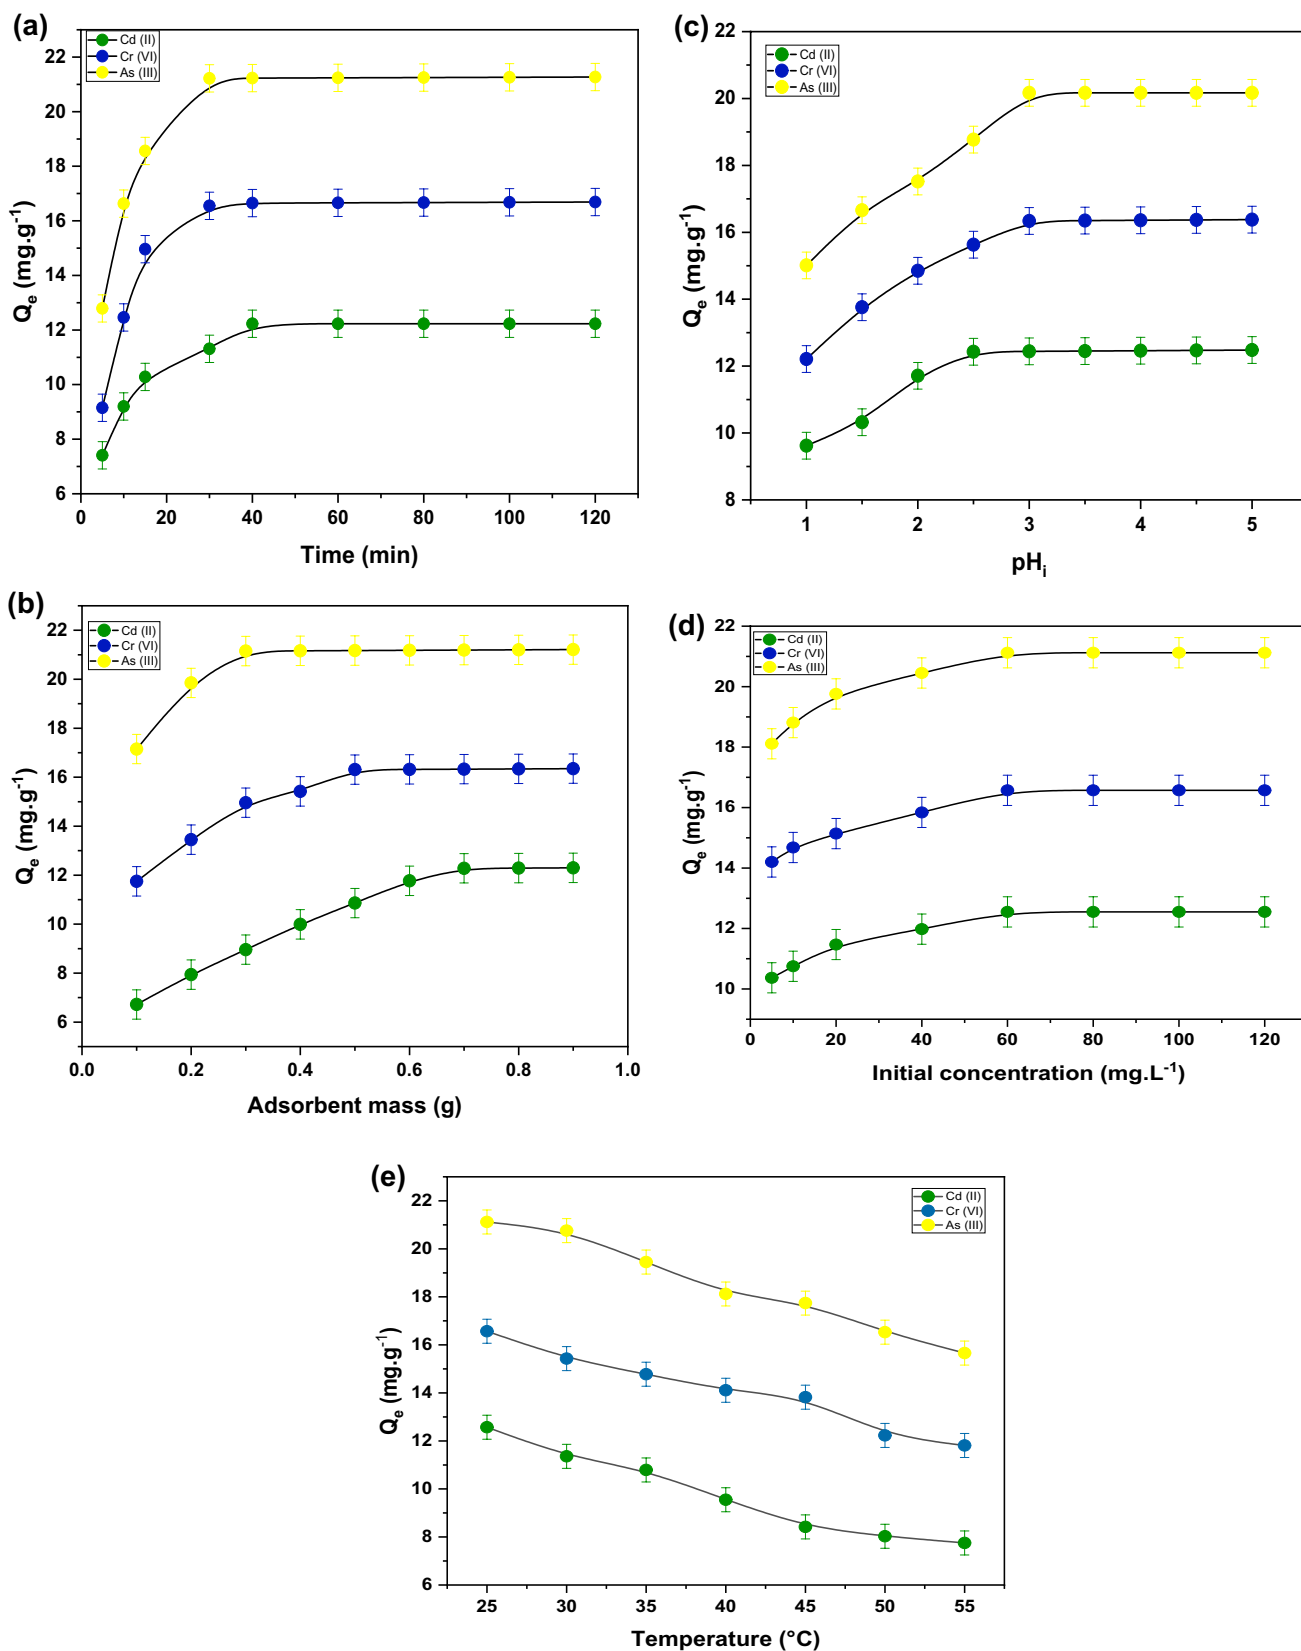 (a)
Cd (II)
Cr (VI)
As (III)
22
20
18
16
14
12
10
8
6
Qe (mg.g-1)
0 20 40 60 80 100 120
Time (min)
(c)
Cd (II)
Cr (VI)
As (III)
22
20
18
16
14
12
10
8
Qe (mg.g-1)
1 2 3 4 5
pHi
(b)
Cd (II)
Cr (VI)
As (III)
22
20
18
16
14
12
10
8
6
Qe (mg.g-1)
0.0 0.2 0.4 0.6 0.8 1.0
Adsorbent mass (g)
(d)
Cd (II)
Cr (VI)
As (III)
22
20
18
16
14
12
10
Qe (mg.g-1)
0 20 40 60 80 100 120
Initial concentration (mg.L-1)
(e)
Cd (II)
Cr (VI)
As (III)
22
20
18
16
14
12
10
8
6
Qe (mg.g-1)
25 30 35 40 45 50 55
Temperature (°C)